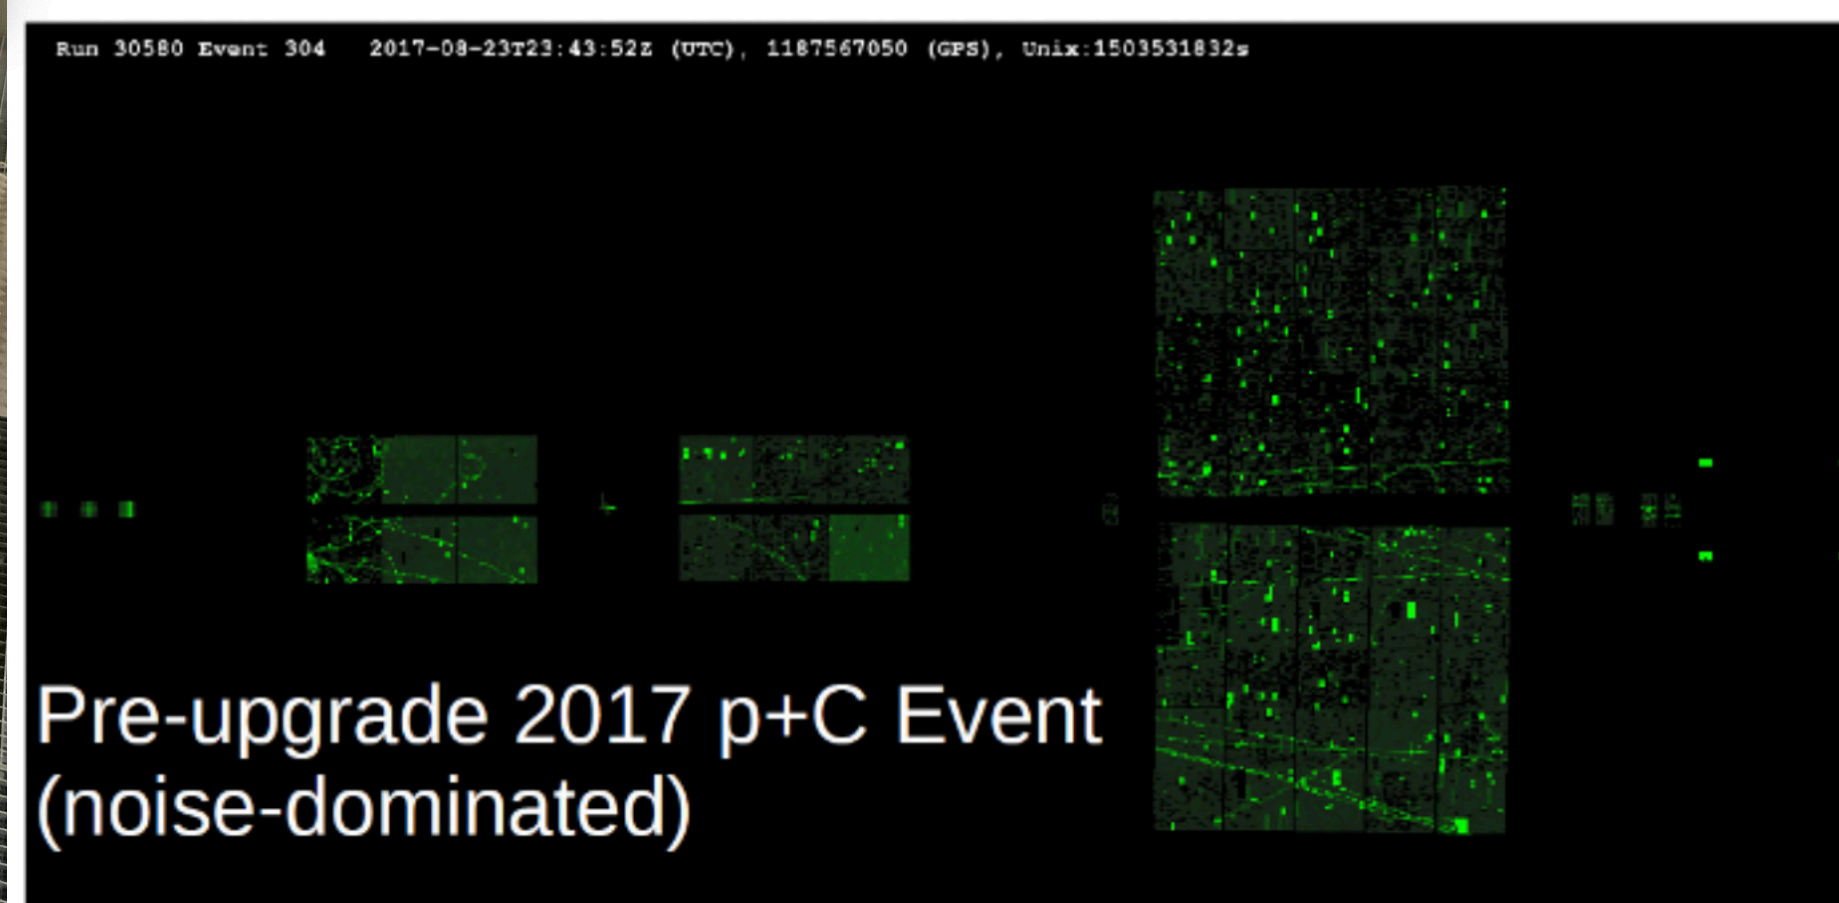 Run 30580 Event 304 2017-08-23T23:43:52Z (UTC), 1187567050 (GPS), Unix:1503531832s
Pre-upgrade 2017 p+C Event
(noise-dominated)